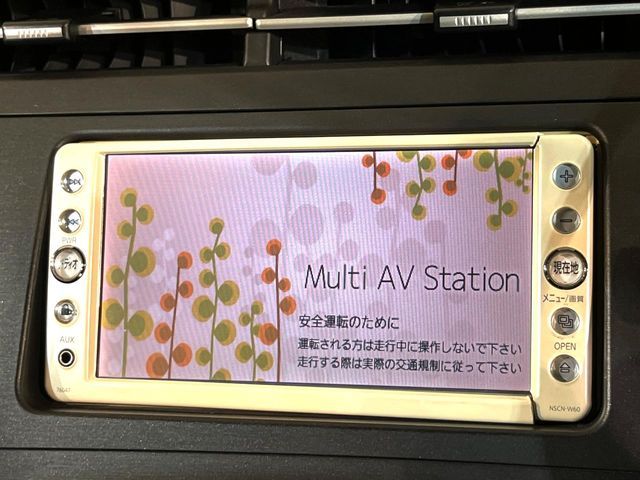 PWR
メディオ
AUX
Multi AV Station
安全運転のために
運転される方は走行中に操作しないで下さい
走行する際は実際の交通規制に従って下さい
現在地
メニュー/画質
OPEN
NSCN-W60